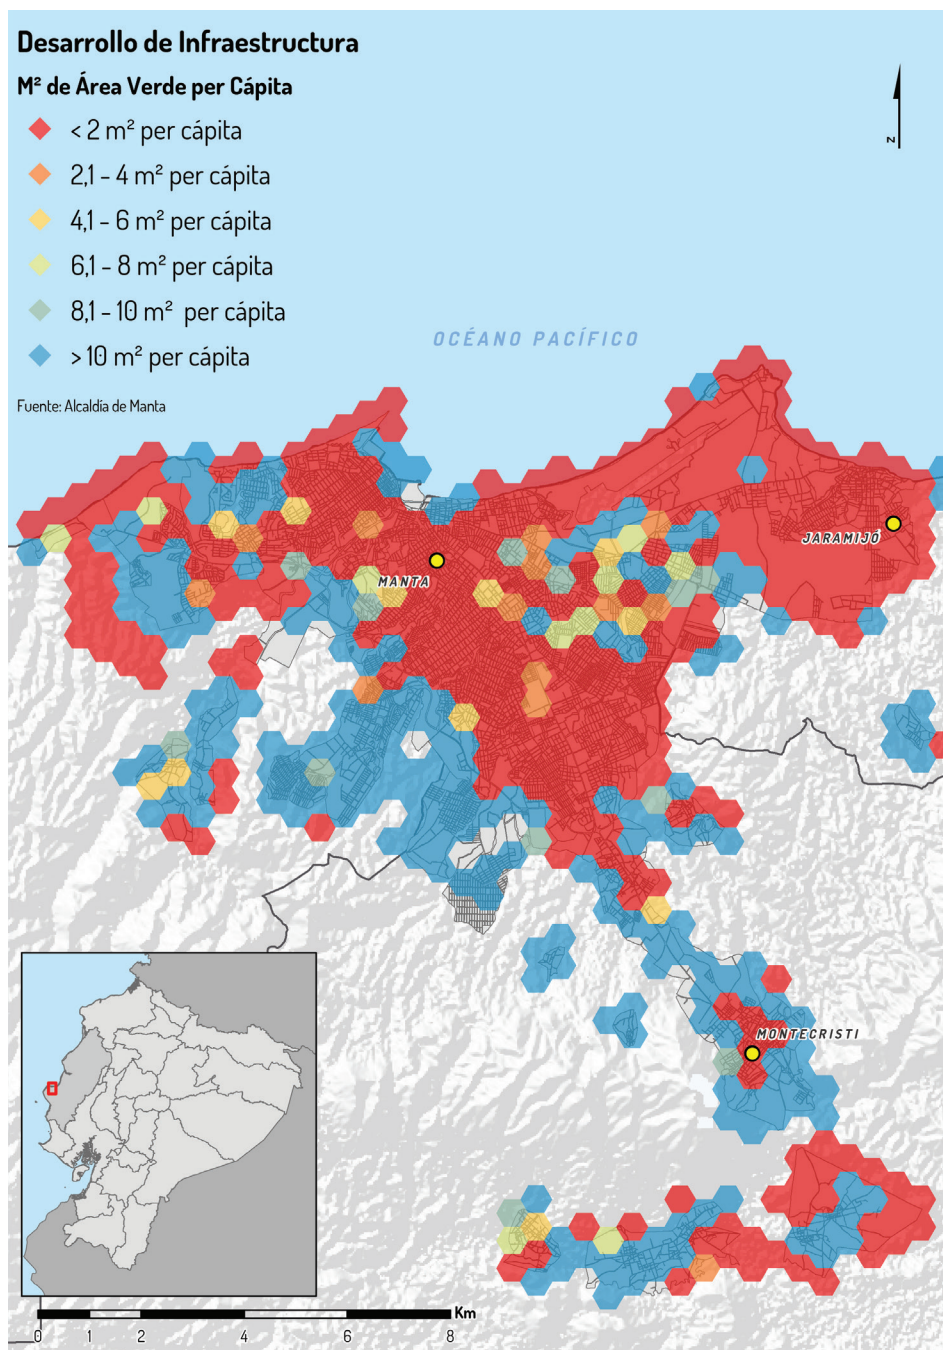 Desarrollo de Infraestructura
M² de Área Verde per Cápita
< 2 m² per cápita
2,1 - 4 m² per cápita
4,1 - 6 m² per cápita
6,1 - 8 m² per cápita
8,1 - 10 m² per cápita
> 10 m² per cápita
Fuente: Alcaldía de Manta
N
OCÉANO PACÍFICO
JARAMIJÓ
MANTA
MONTECRISTI
Km
0 1 2 4 6 8